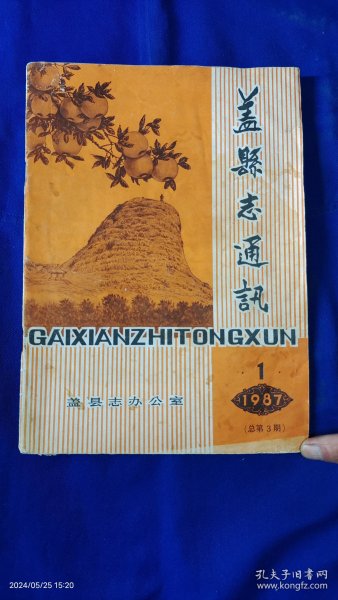 蓋縣志通訊
GAIXIANZHITONGXUN
1
1987
(总第3期)
盖县志办公室
2024/05/25 15:20
孔夫子旧书网
www.kongfz.com